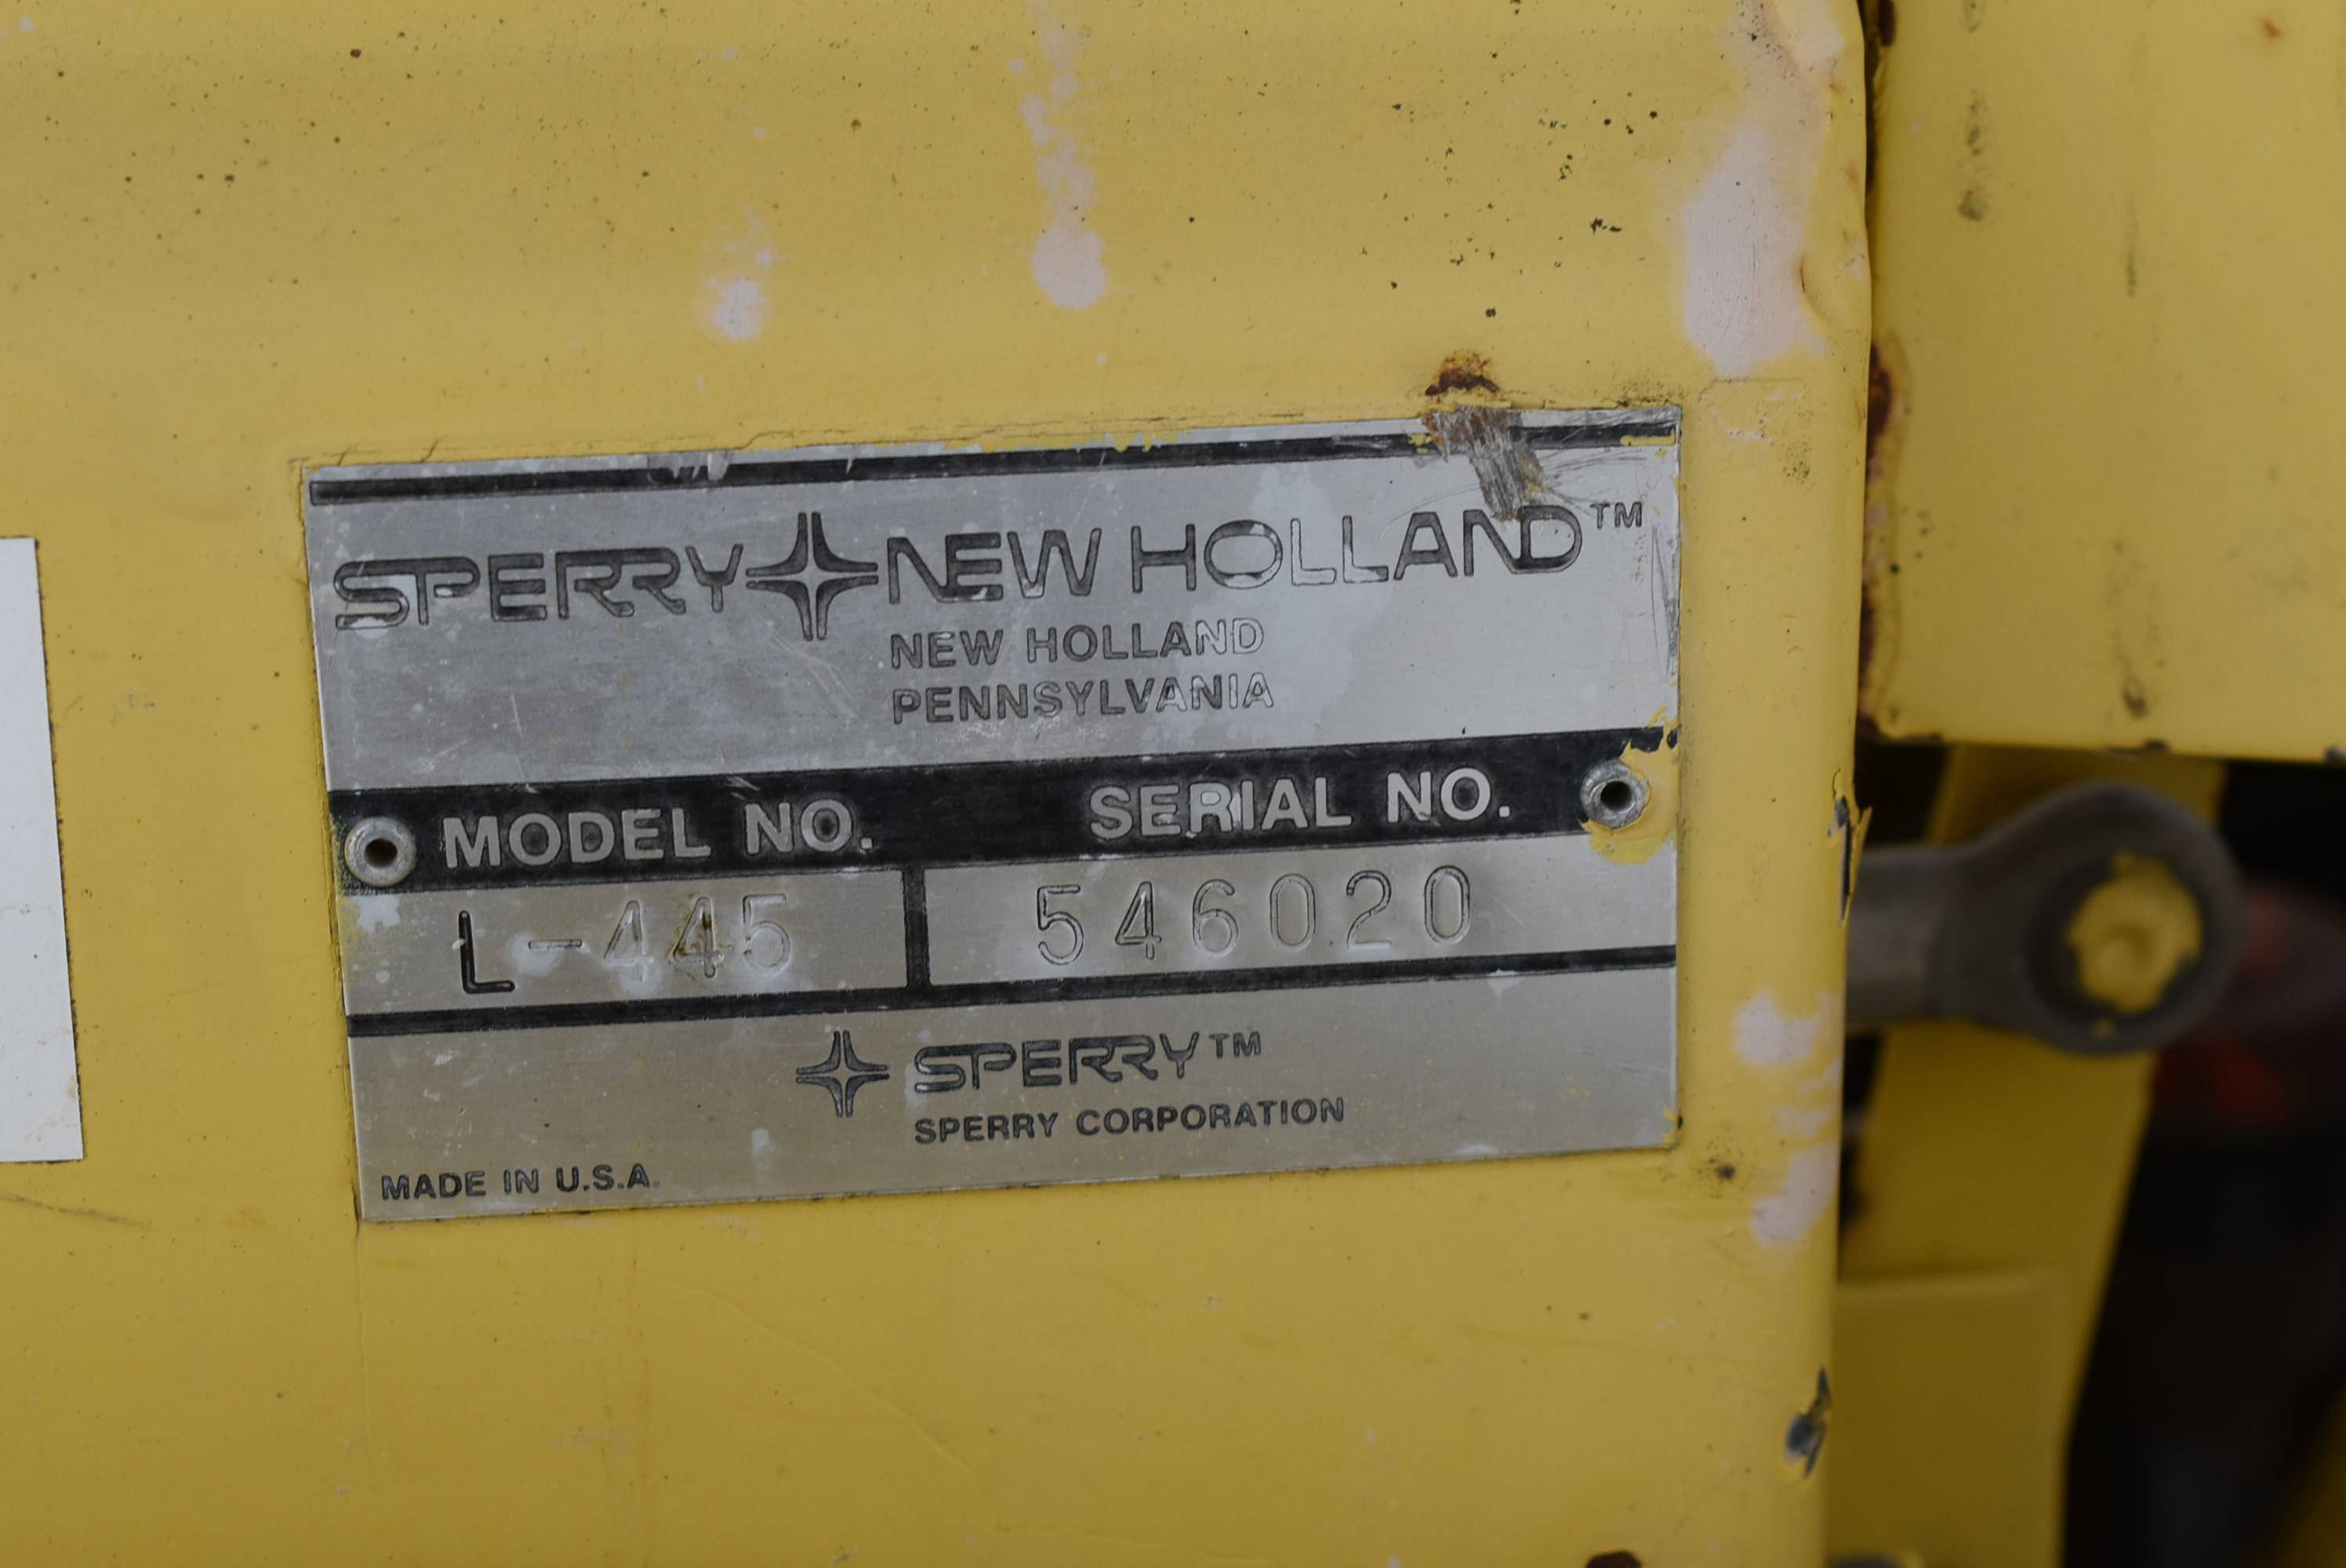 SPERRY NEW HOLLAND™
NEW HOLLAND
PENNSYLVANIA
MODEL NO. SERIAL NO.
L-445 546020
SPERRY™
SPERRY CORPORATION
MADE IN U.S.A.